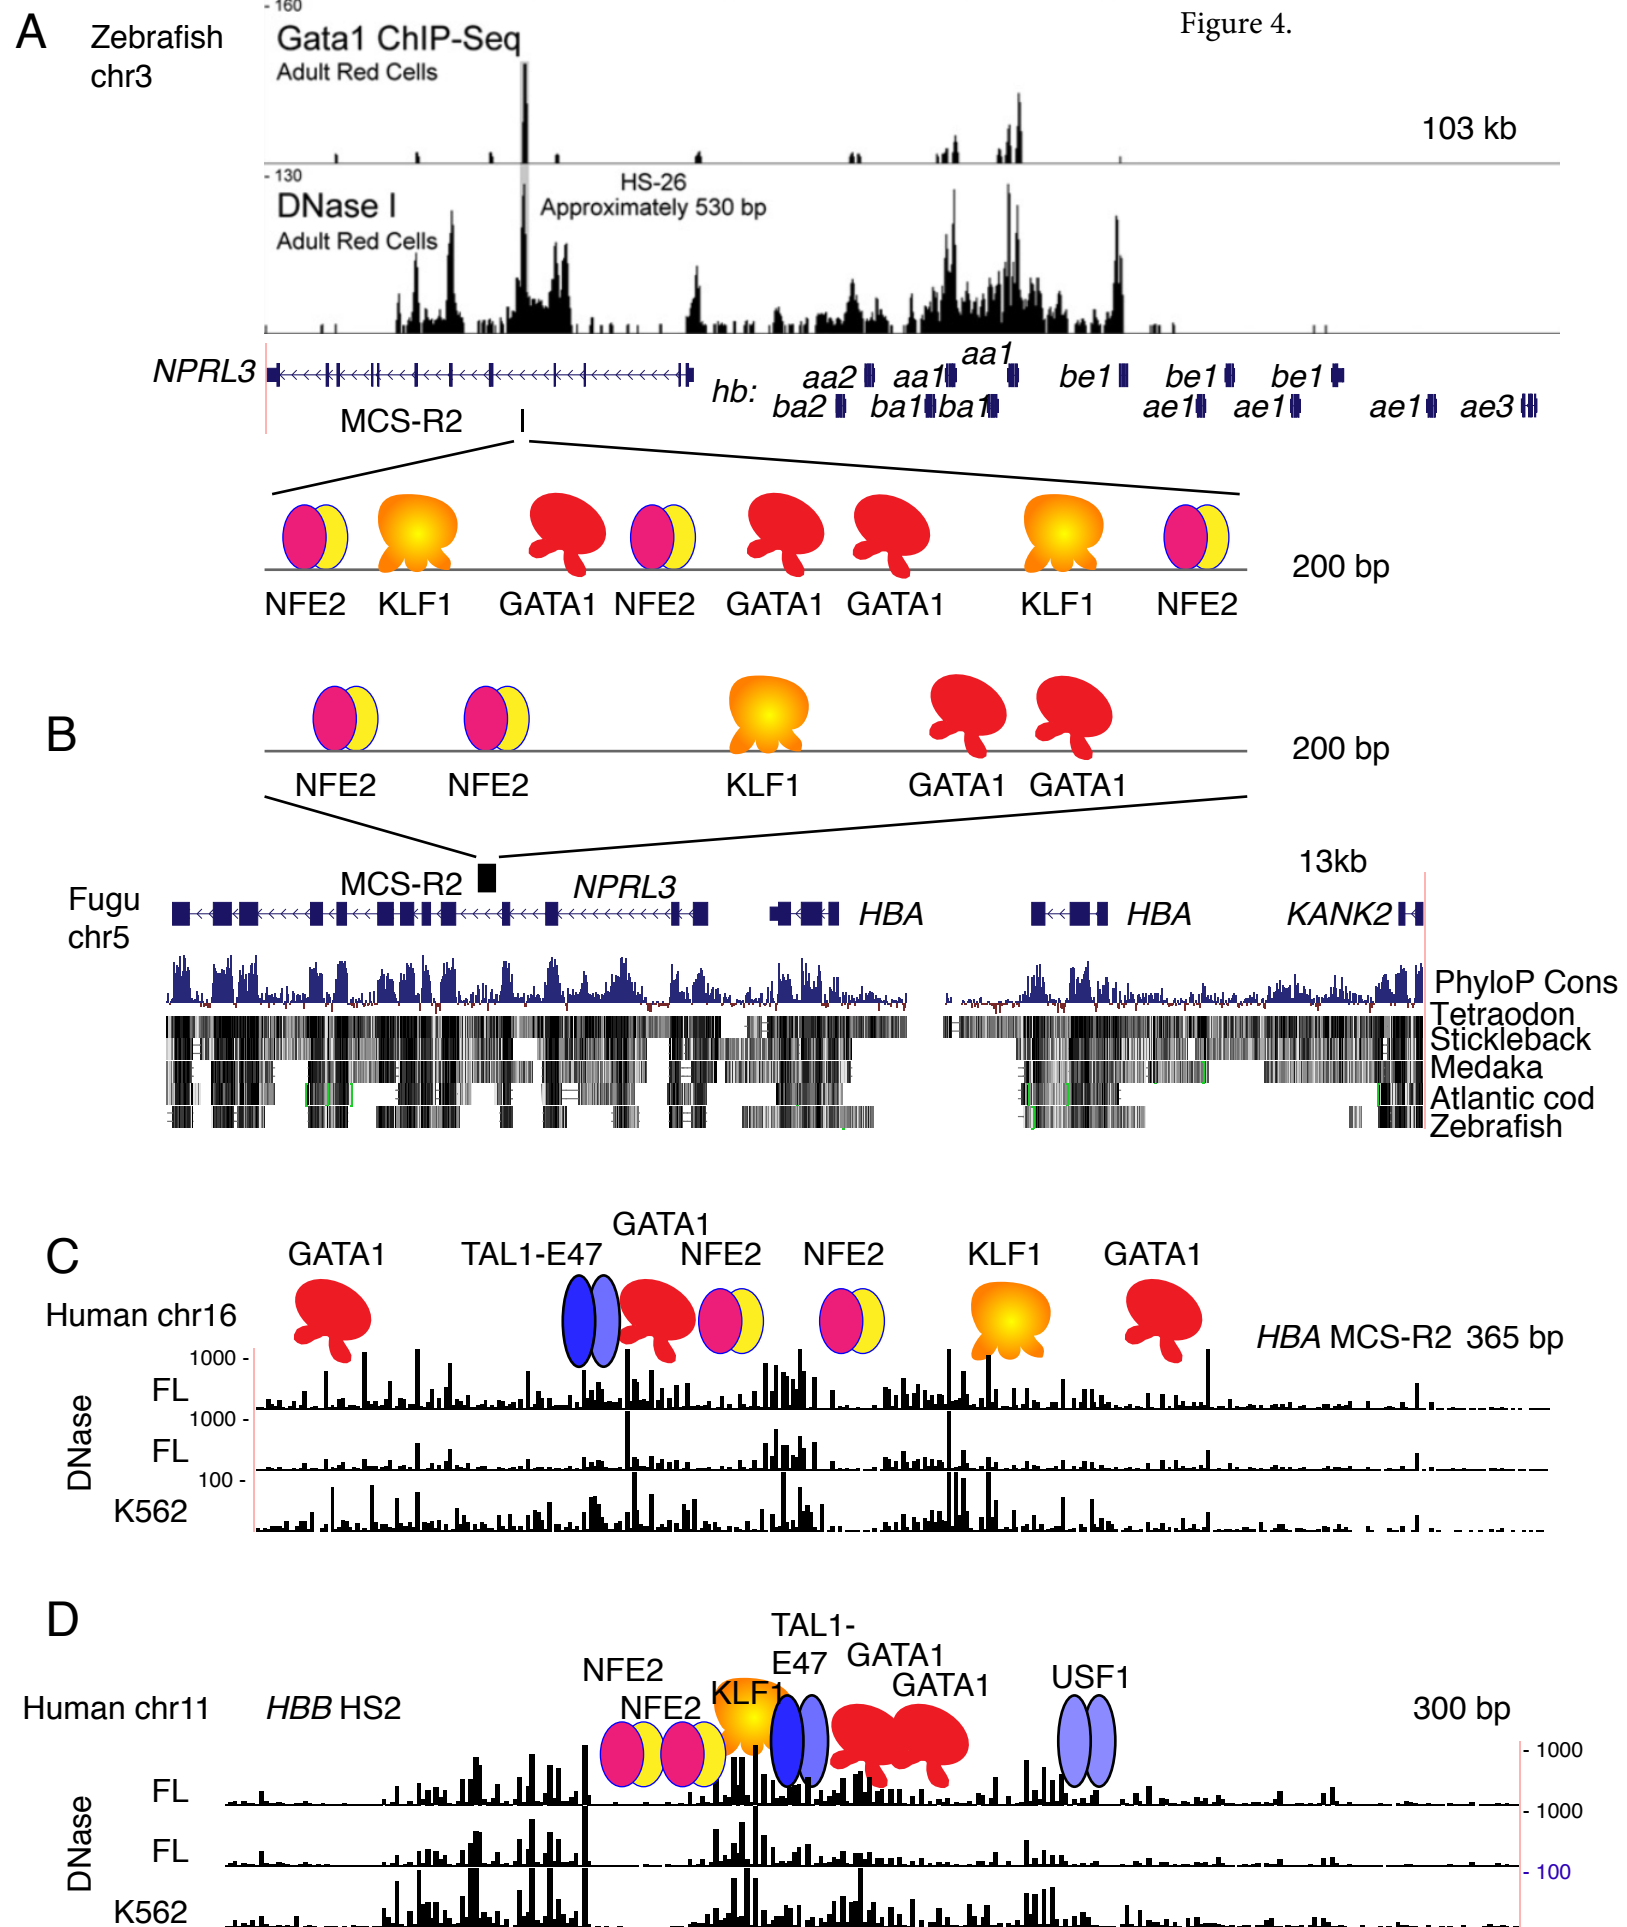 Figure 4.
A
Zebrafish
chr3
- 160
Gata1 ChIP-Seq
Adult Red Cells
103 kb
- 130
DNase I
Adult Red Cells
HS-26
Approximately 530 bp
NPRL3
hb:
aa2 aa1 aa1 be1 be1 be1
ba2 ba1 ba1 ae1 ae1 ae1 ae3
MCS-R2
200 bp
NFE2 KLF1 GATA1 NFE2 GATA1 GATA1 KLF1 NFE2
B
200 bp
NFE2 NFE2 KLF1 GATA1 GATA1
13kb
MCS-R2 NPRL3
Fugu
chr5
HBA HBA KANK2
PhyloP Cons
Tetraodon
Stickleback
Medaka
Atlantic cod
Zebrafish
C
GATA1
GATA1 TAL1-E47 NFE2 NFE2 KLF1 GATA1
Human chr16
HBA MCS-R2 365 bp
1000 -
FL
1000 -
FL
100 -
K562
DNase
D
TAL1-
E47
GATA1
GATA1
NFE2
NFE2
KLF1
USF1
Human chr11 HBB HS2
300 bp
- 1000
FL
- 1000
FL
- 100
K562
DNase